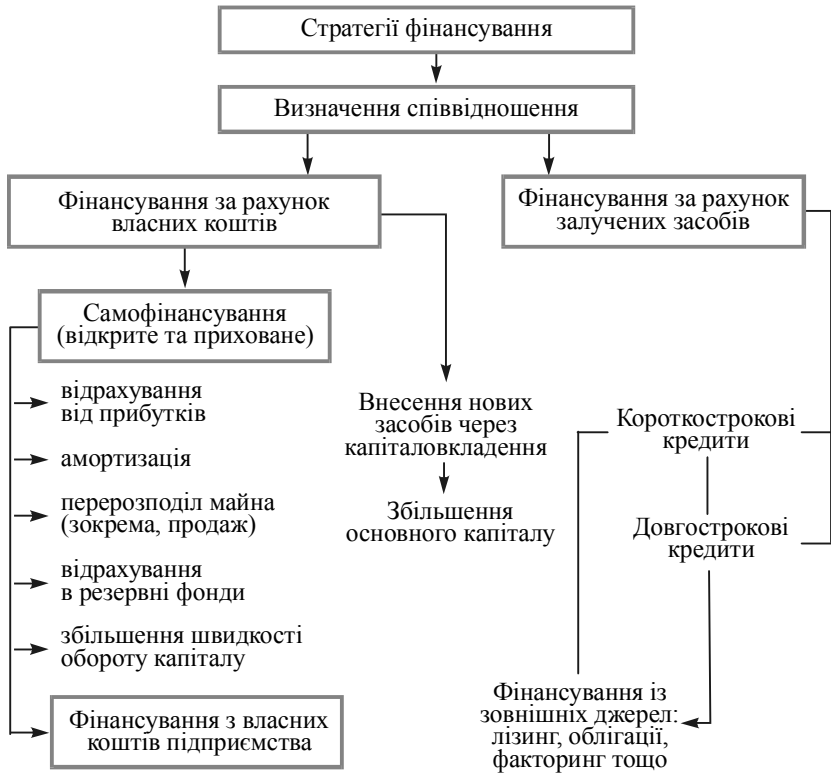 Стратегії фінансування
Визначення співвідношення
Фінансування за рахунок
власних коштів
Фінансування за рахунок
залучених засобів
Самофінансування
(відкрите та приховане)
відрахування
від прибутків
амортизація
перерозподіл майна
(зокрема, продаж)
відрахування
в резервні фонди
збільшення швидкості
обороту капіталу
Фінансування з власних
коштів підприємства
Внесення нових
засобів через
капіталовкладення
Збільшення
основного капіталу
Короткострокові
кредити
Довгострокові
кредити
Фінансування із
зовнішніх джерел:
лізинг, облігації,
факторинг тощо